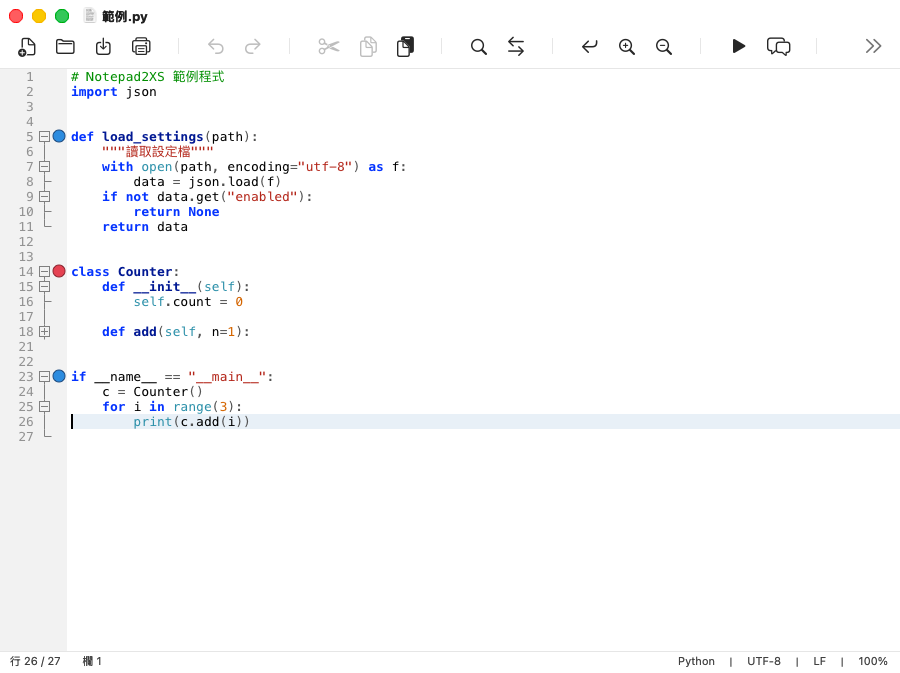 範例.py
1 # Notepad2XS 範例程式
2 import json
3
4
5 def load_settings(path):
6     """讀取設定檔"""
7     with open(path, encoding="utf-8") as f:
8         data = json.load(f)
9     if not data.get("enabled"):
10         return None
11     return data
12
13
14 class Counter:
15     def __init__(self):
16         self.count = 0
17
18     def add(self, n=1):
21
22
23 if __name__ == "__main__":
24     c = Counter()
25     for i in range(3):
26         print(c.add(i))
27
行 26 / 27 欄 1 Python | UTF-8 | LF | 100%